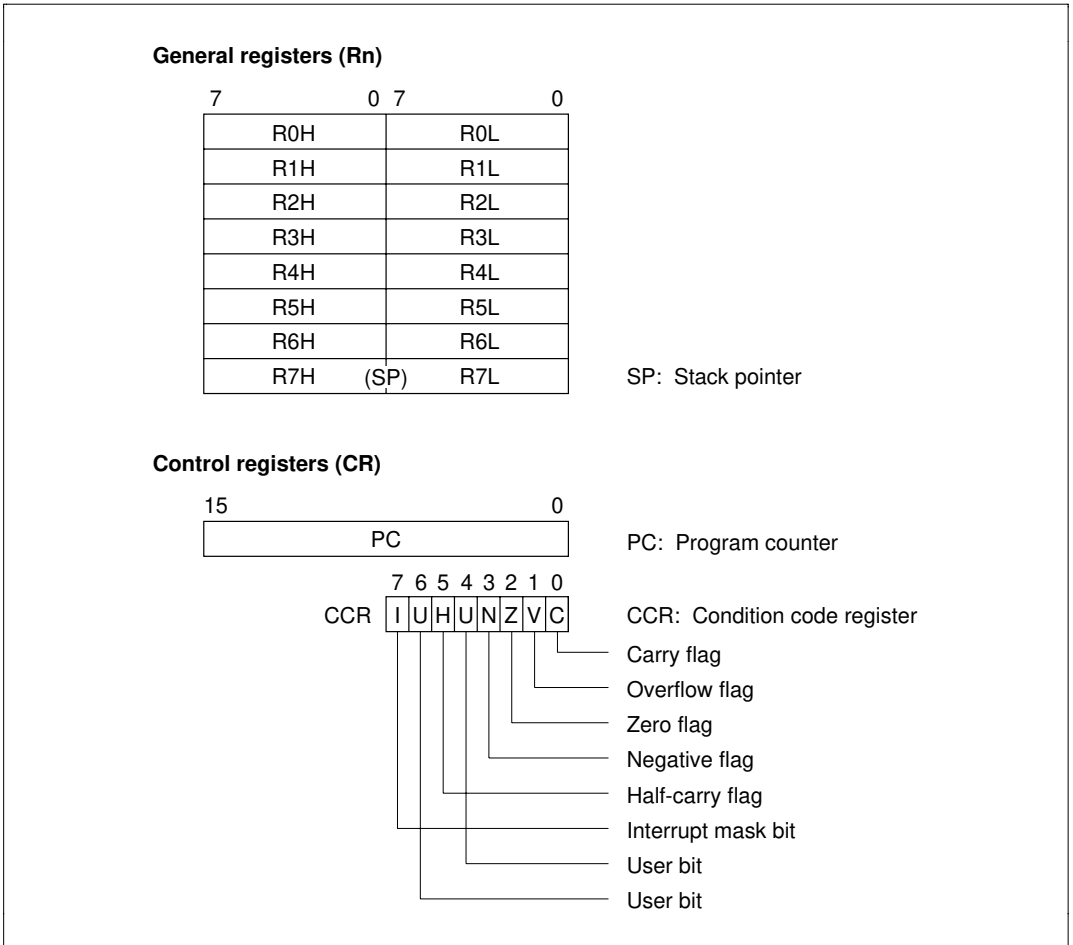 General registers (Rn)
7 0 7 0
R0H R0L
R1H R1L
R2H R2L
R3H R3L
R4H R4L
R5H R5L
R6H R6L
R7H (SP) R7L SP: Stack pointer
Control registers (CR)
15 0
PC PC: Program counter
7 6 5 4 3 2 1 0
CCR I U H U N Z V C CCR: Condition code register
Carry flag
Overflow flag
Zero flag
Negative flag
Half-carry flag
Interrupt mask bit
User bit
User bit